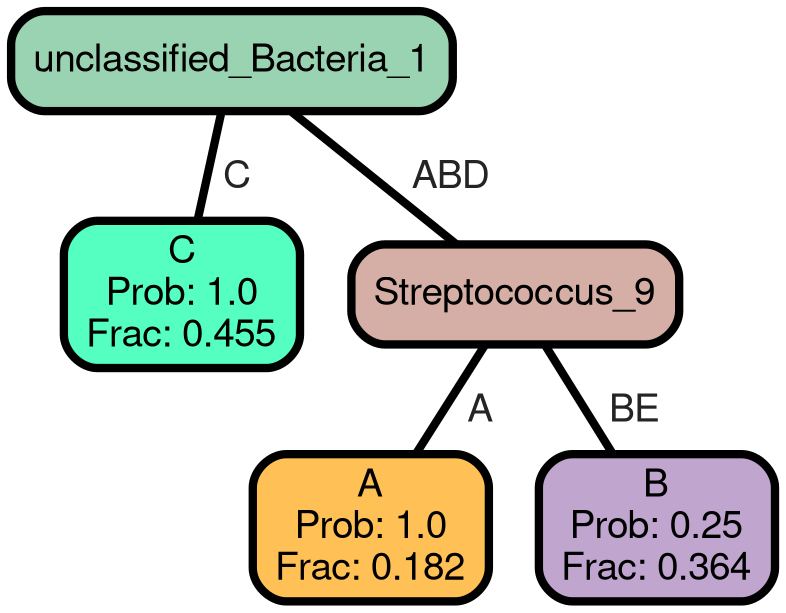 unclassified_Bacteria_1
C
ABD
C
Prob: 1.0
Frac: 0.455
Streptococcus_9
A
BE
A
Prob: 1.0
Frac: 0.182
B
Prob: 0.25
Frac: 0.364